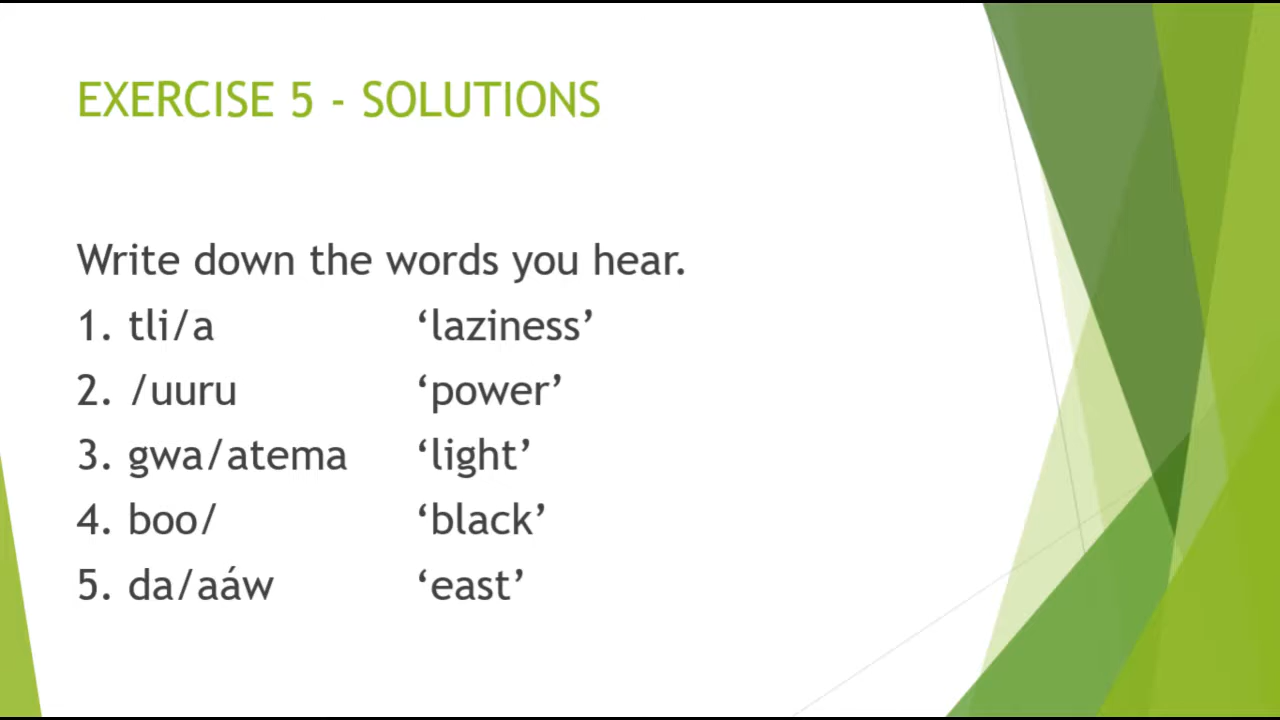 EXERCISE 5 - SOLUTIONS
Write down the words you hear.
1. tli/a ‘laziness’
2. /uuru ‘power’
3. gwa/atema ‘light’
4. boo/ ‘black’
5. da/aáw ‘east’